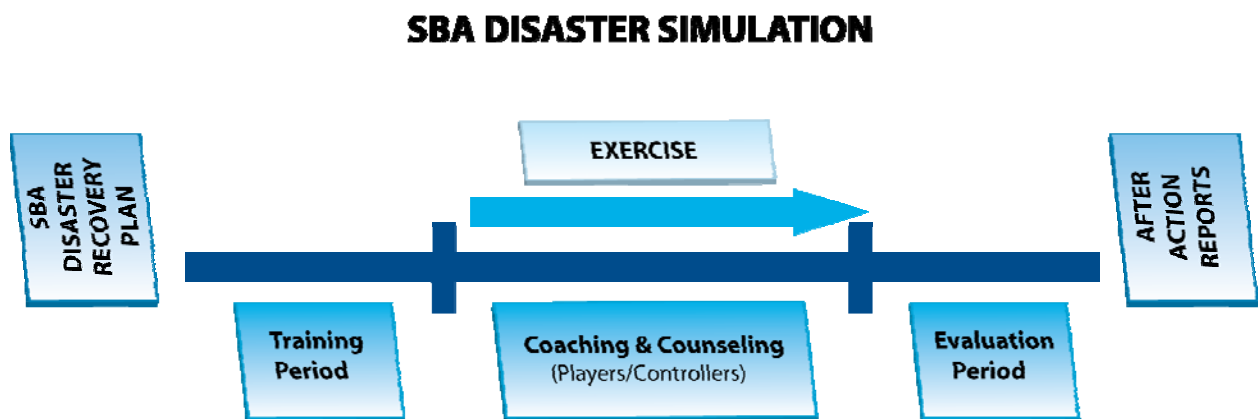 SBA DISASTER SIMULATION
SBA
DISASTER
RECOVERY
PLAN
EXERCISE
AFTER
ACTION
REPORTS
Training
Period
Coaching & Counseling
(Players/Controllers)
Evaluation
Period